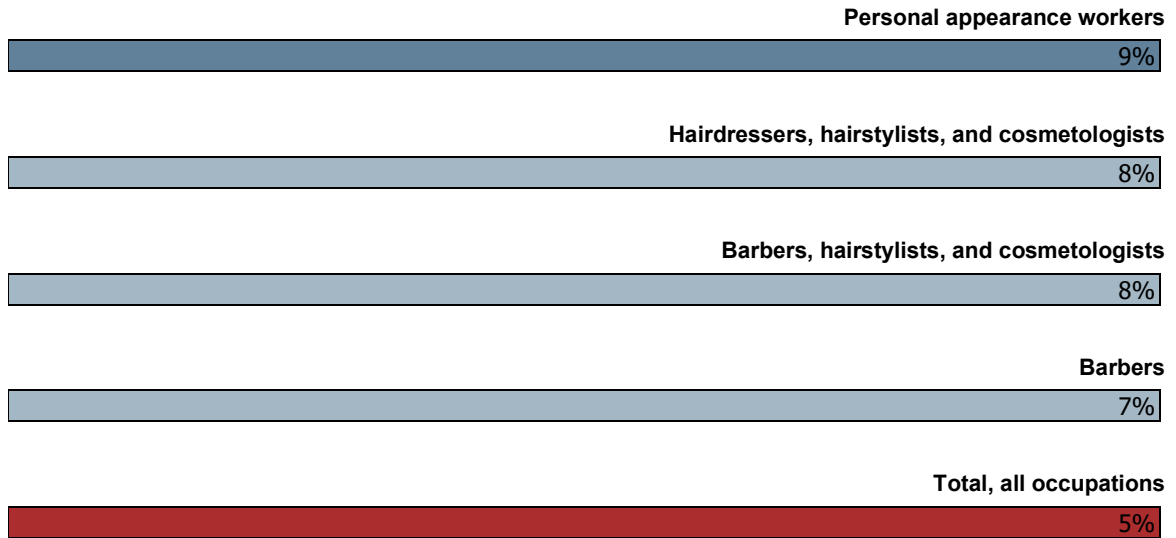 Personal appearance workers
9%
Hairdressers, hairstylists, and cosmetologists
8%
Barbers, hairstylists, and cosmetologists
8%
Barbers
7%
Total, all occupations
5%